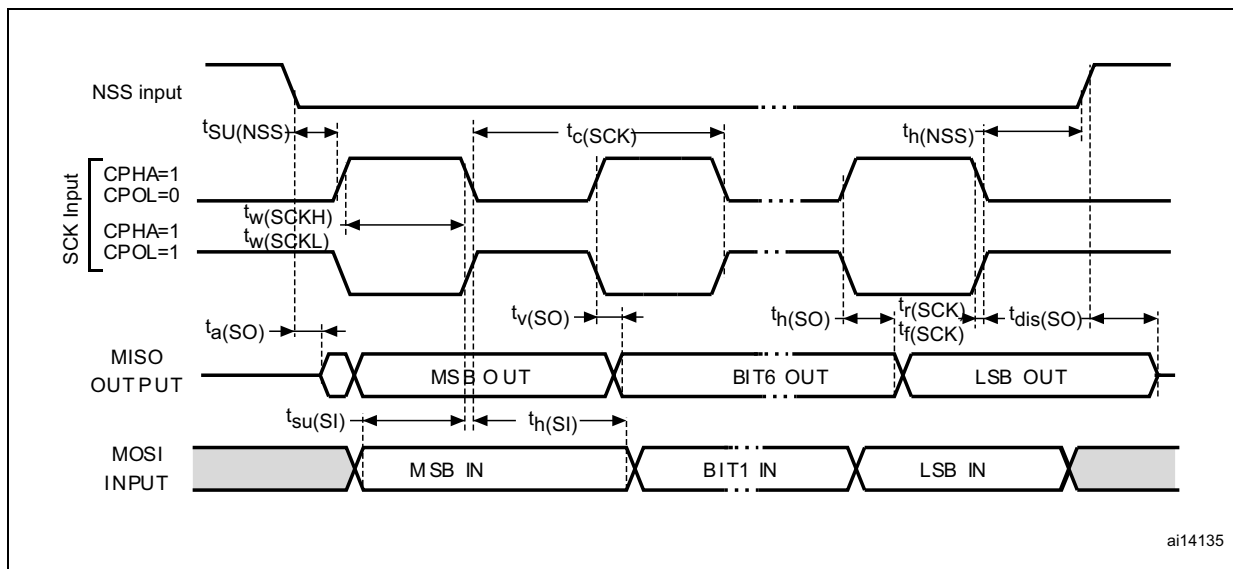 NSS input
tSU(NSS)
tc(SCK)
th(NSS)
SCK Input
CPHA=1
CPOL=0
tw(SCKH)
tw(SCKL)
CPHA=1
CPOL=1
ta(SO)
tv(SO)
th(SO)
tr(SCK)
tf(SCK)
tdis(SO)
MISO
OUTPUT
MSB OUT
BIT6 OUT
LSB OUT
tsu(SI)
th(SI)
MOSI
INPUT
MSB IN
BIT1 IN
LSB IN
ai14135